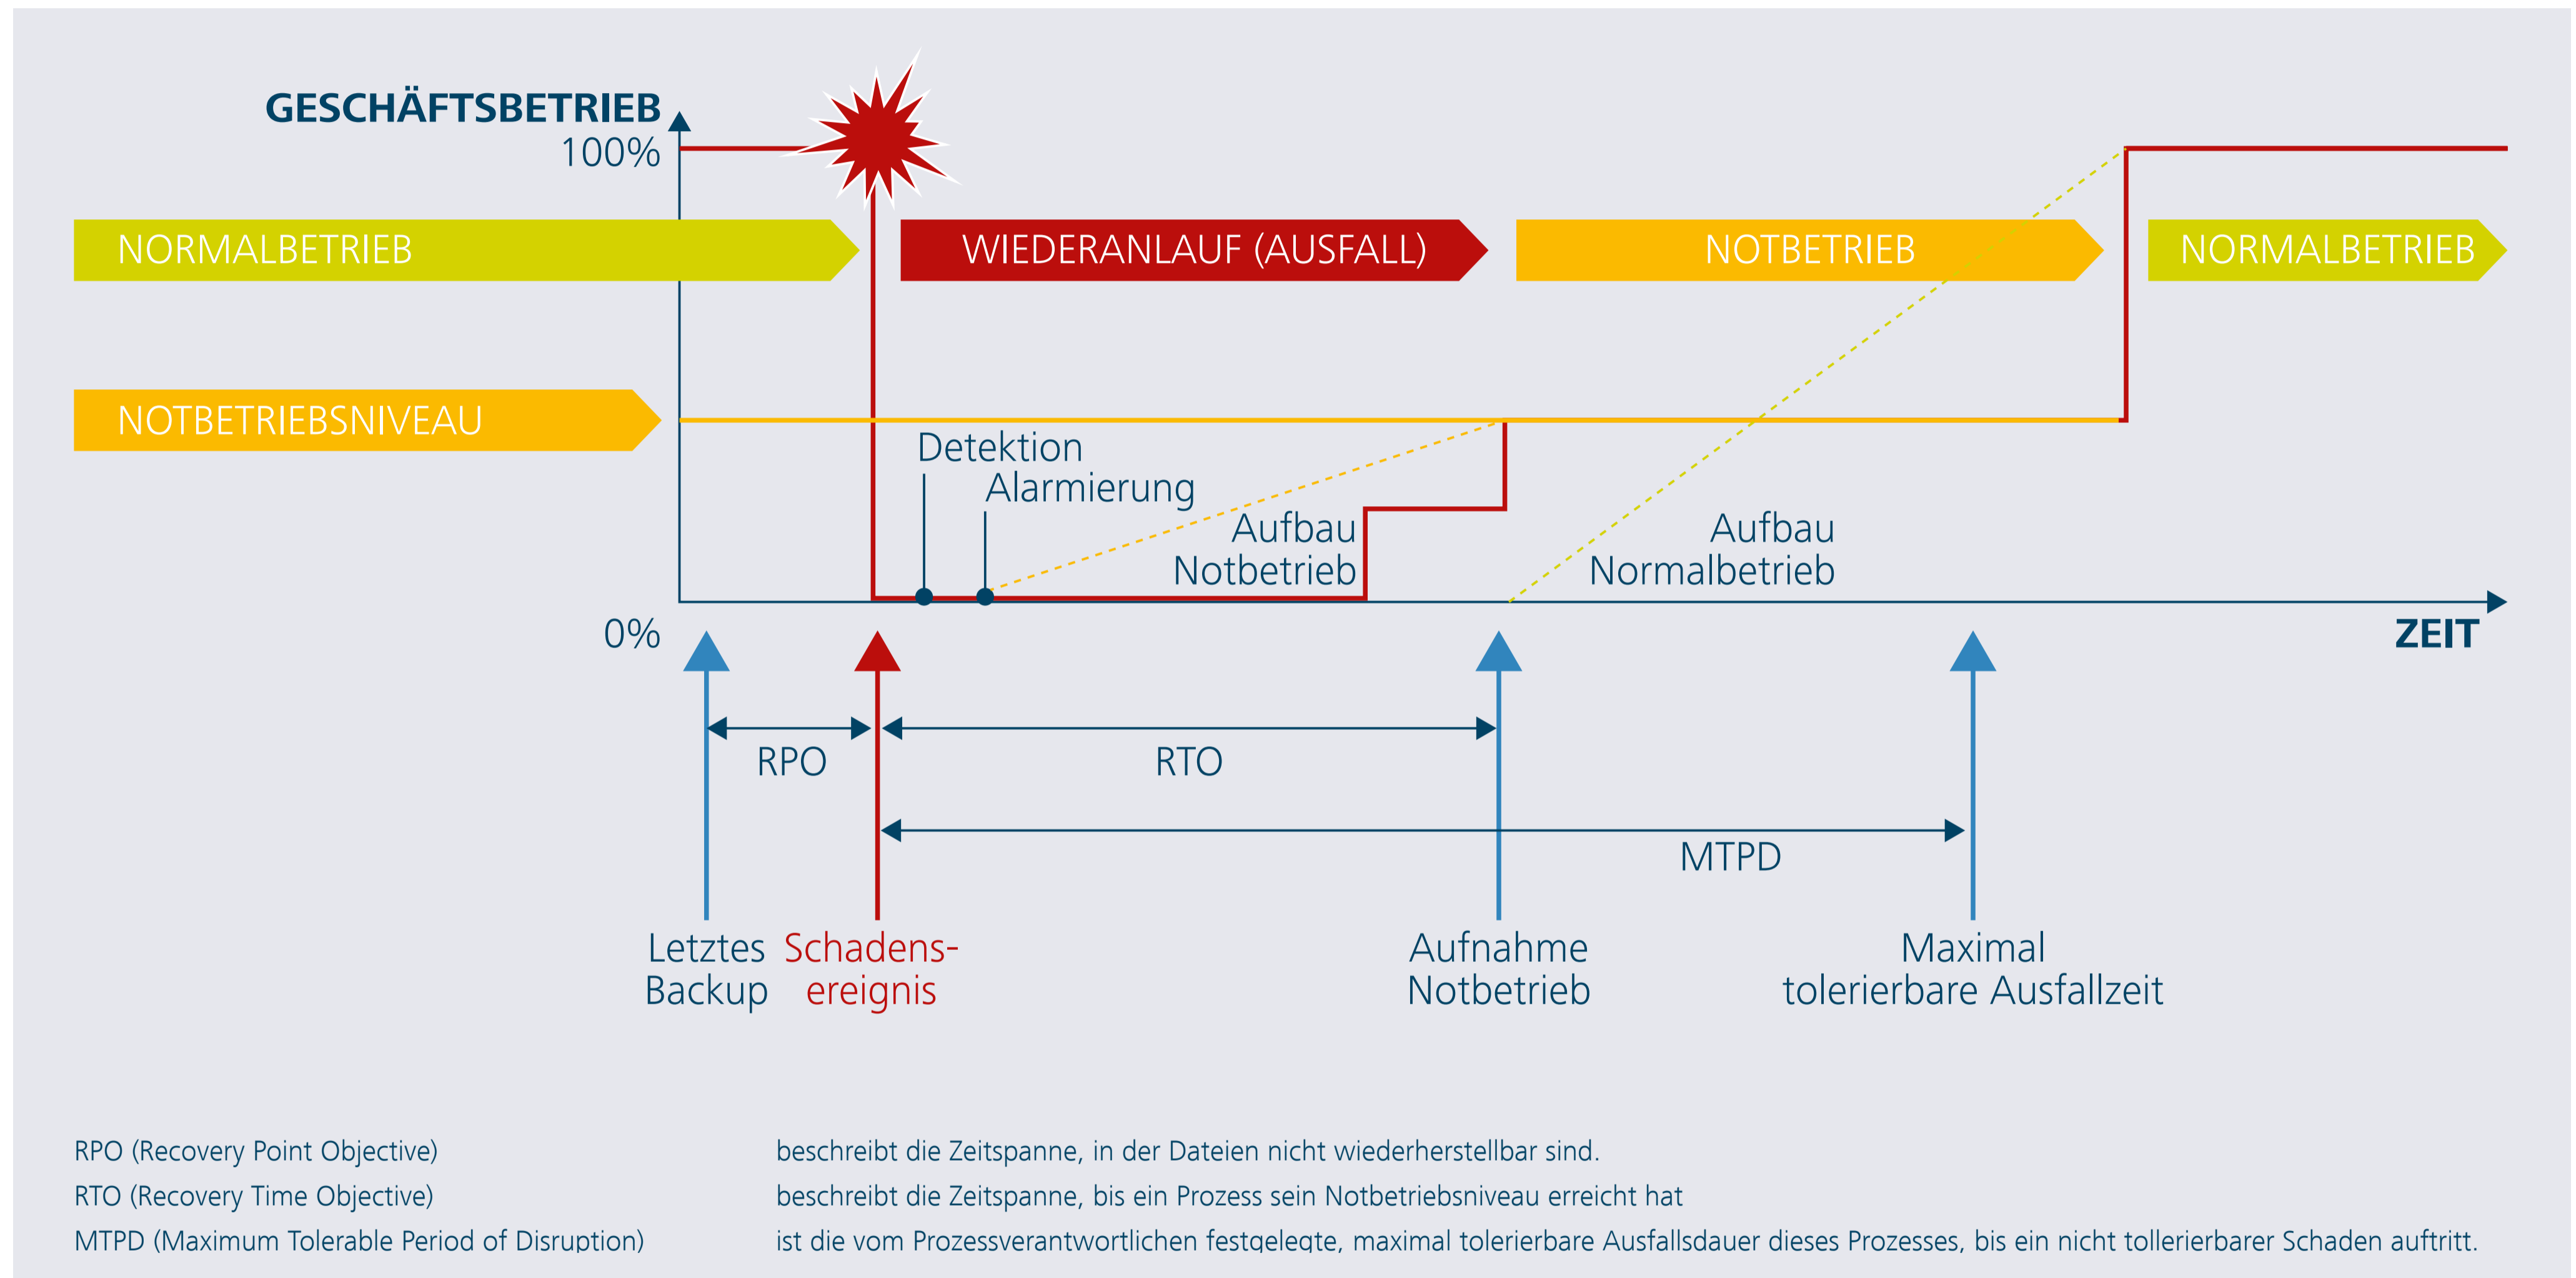 GESCHÄFTSBETRIEB
100%
NORMALBETRIEB
WIEDERANLAUF (AUSFALL)
NOTBETRIEB
NORMALBETRIEB
NOTBETRIEBSNIVEAU
Detektion
Alarmierung
Aufbau
Notbetrieb
Aufbau
Normalbetrieb
0%
ZEIT
RPO
RTO
MTPD
Letztes
Backup
Schadens-
ereignis
Aufnahme
Notbetrieb
Maximal
tolerierbare Ausfallzeit
RPO (Recovery Point Objective) beschreibt die Zeitspanne, in der Dateien nicht wiederherstellbar sind.
RTO (Recovery Time Objective) beschreibt die Zeitspanne, bis ein Prozess sein Notbetriebsniveau erreicht hat
MTPD (Maximum Tolerable Period of Disruption) ist die vom Prozessverantwortlichen festgelegte, maximal tolerierbare Ausfallsdauer dieses Prozesses, bis ein nicht tollerierbarer Schaden auftritt.